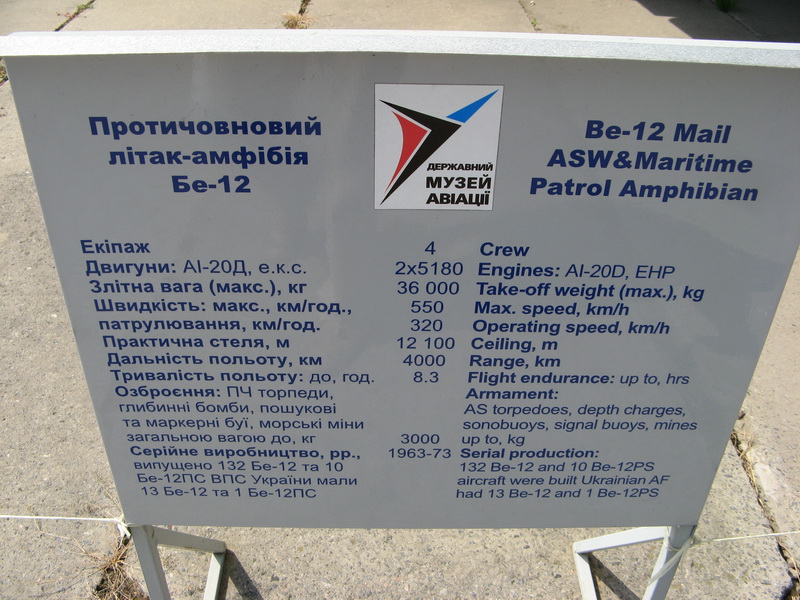 Протичовновий
літак-амфібія
Бе-12
ДЕРЖАВНИЙ
МУЗЕЙ
АВІАЦІЇ
Be-12 Mail
ASW&Maritime
Patrol Amphibian
Екіпаж 4 Crew
Двигуни: АІ-20Д, е.к.с. 2x5180 Engines: AI-20D, EHP
Злітна вага (макс.), кг 36 000 Take-off weight (max.), kg
Швидкість: макс., км/год., 550 Max. speed, km/h
патрулювання, км/год. 320 Operating speed, km/h
Практична стеля, м 12 100 Ceiling, m
Дальність польоту, км 4000 Range, km
Тривалість польоту: до, год. 8.3 Flight endurance: up to, hrs
Озброєння: ПЧ торпеди, Armament:
глибинні бомби, пошукові AS torpedoes, depth charges,
та маркерні буї, морські міни sonobuoys, signal buoys, mines
загальною вагою до, кг 3000 up to, kg
Серійне виробництво, рр., 1963-73 Serial production:
випущено 132 Бе-12 та 10 132 Be-12 and 10 Be-12PS
Бе-12ПС ВПС України мали aircraft were built Ukrainian AF
13 Бе-12 та 1 Бе-12ПС had 13 Be-12 and 1 Be-12PS